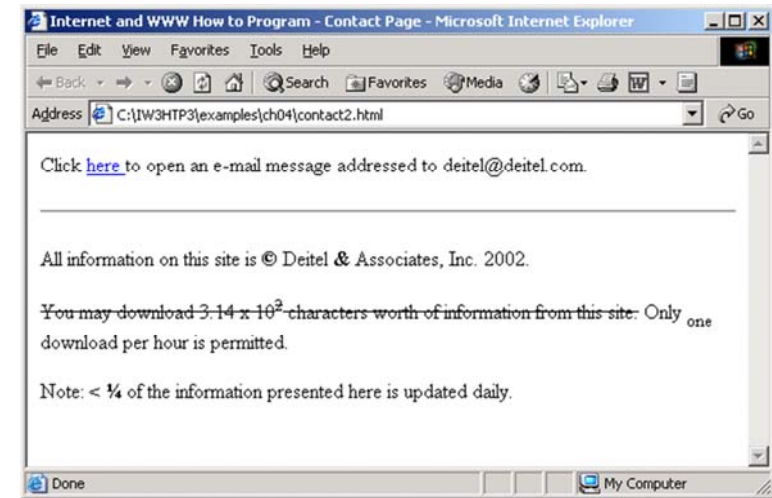 Internet and WWW How to Program - Contact Page - Microsoft Internet Explorer
File Edit View Favorites Tools Help
Back Search Favorites Media
Address C:\IW3HTP3\examples\ch04\contact2.html Go
Click here to open an e-mail message addressed to deitel@deitel.com.
All information on this site is © Deitel & Associates, Inc. 2002.
You may download 3.14 x 10² characters worth of information from this site. Only one
download per hour is permitted.
Note: < ¼ of the information presented here is updated daily.
Done My Computer